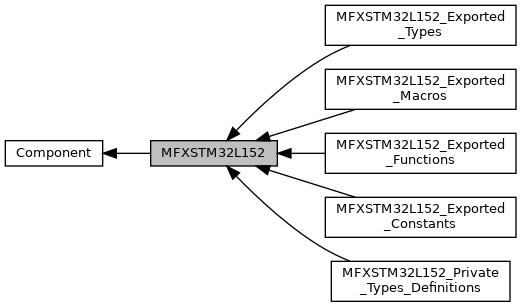 MFXSTM32L152_Exported
_Types
MFXSTM32L152_Exported
_Macros
Component
MFXSTM32L152
MFXSTM32L152_Exported
_Functions
MFXSTM32L152_Exported
_Constants
MFXSTM32L152_Private
_Types_Definitions